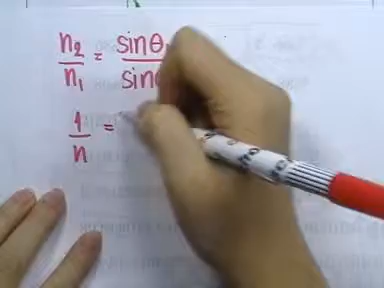 n₂/n₁ = sinθ / sin
1/n =